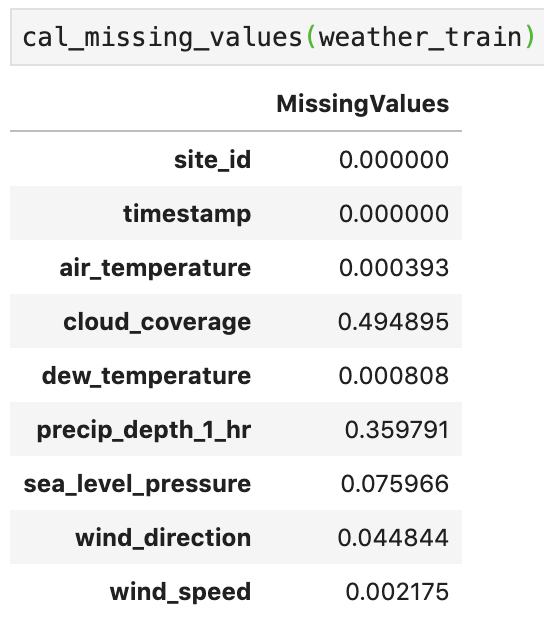 cal_missing_values(weather_train)
MissingValues
site_id 0.000000
timestamp 0.000000
air_temperature 0.000393
cloud_coverage 0.494895
dew_temperature 0.000808
precip_depth_1_hr 0.359791
sea_level_pressure 0.075966
wind_direction 0.044844
wind_speed 0.002175